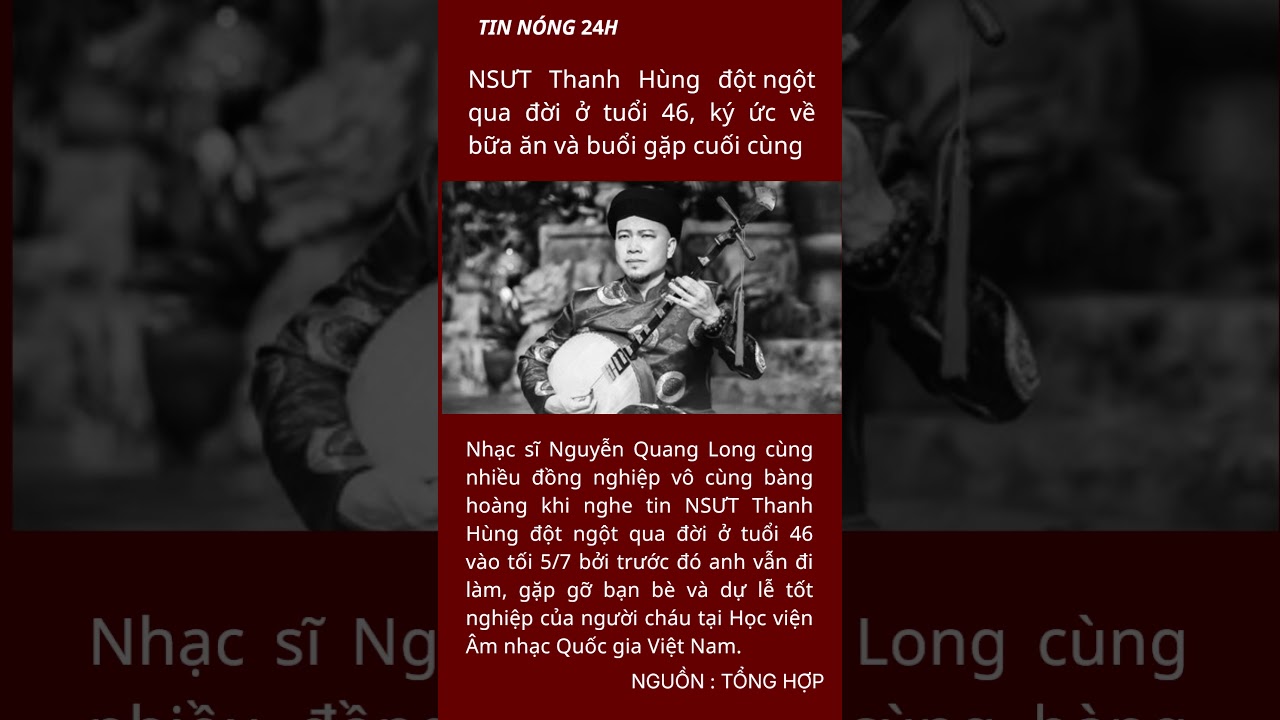 TIN NÓNG 24H
NSƯT Thanh Hùng đột ngột
qua đời ở tuổi 46, ký ức về
bữa ăn và buổi gặp cuối cùng
Nhạc sĩ Nguyễn Quang Long cùng
nhiều đồng nghiệp vô cùng bàng
hoàng khi nghe tin NSƯT Thanh
Hùng đột ngột qua đời ở tuổi 46
vào tối 5/7 bởi trước đó anh vẫn đi
làm, gặp gỡ bạn bè và dự lễ tốt
nghiệp của người cháu tại Học viện
Âm nhạc Quốc gia Việt Nam.
NGUỒN : TỔNG HỢP
Nhạc sĩ Ng
Long cùng